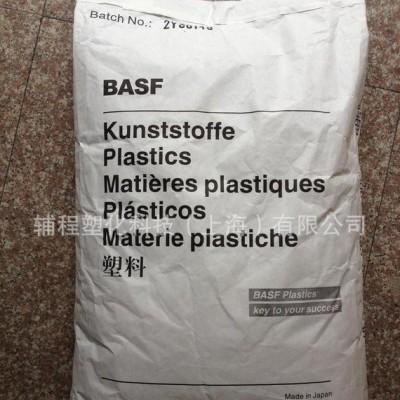 Batch No.:
BASF
Kunststoffe
Plastics
Matières plastiques
Plásticos
辅程塑化科技（上海）有限公司
Materie plastiche
塑料
BASF Plastics
key to your success
Made in Japan